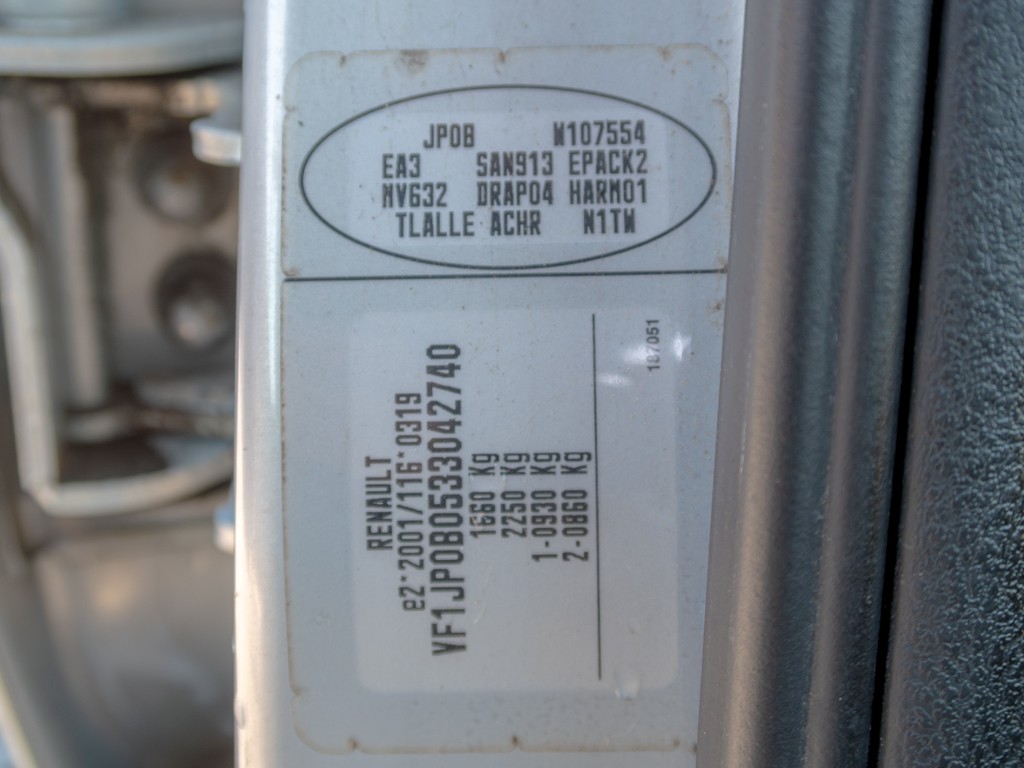 JP0B W107554
EA3 SAN913 EPACK2
MV632 DRAP04 HARM01
TLALLE ACHR N1TW
RENAULT
e2*2001/116*0319
VF1JP0B0533042740
1660 Kg
2250 Kg
1-0930 Kg
2-0860 Kg
187051